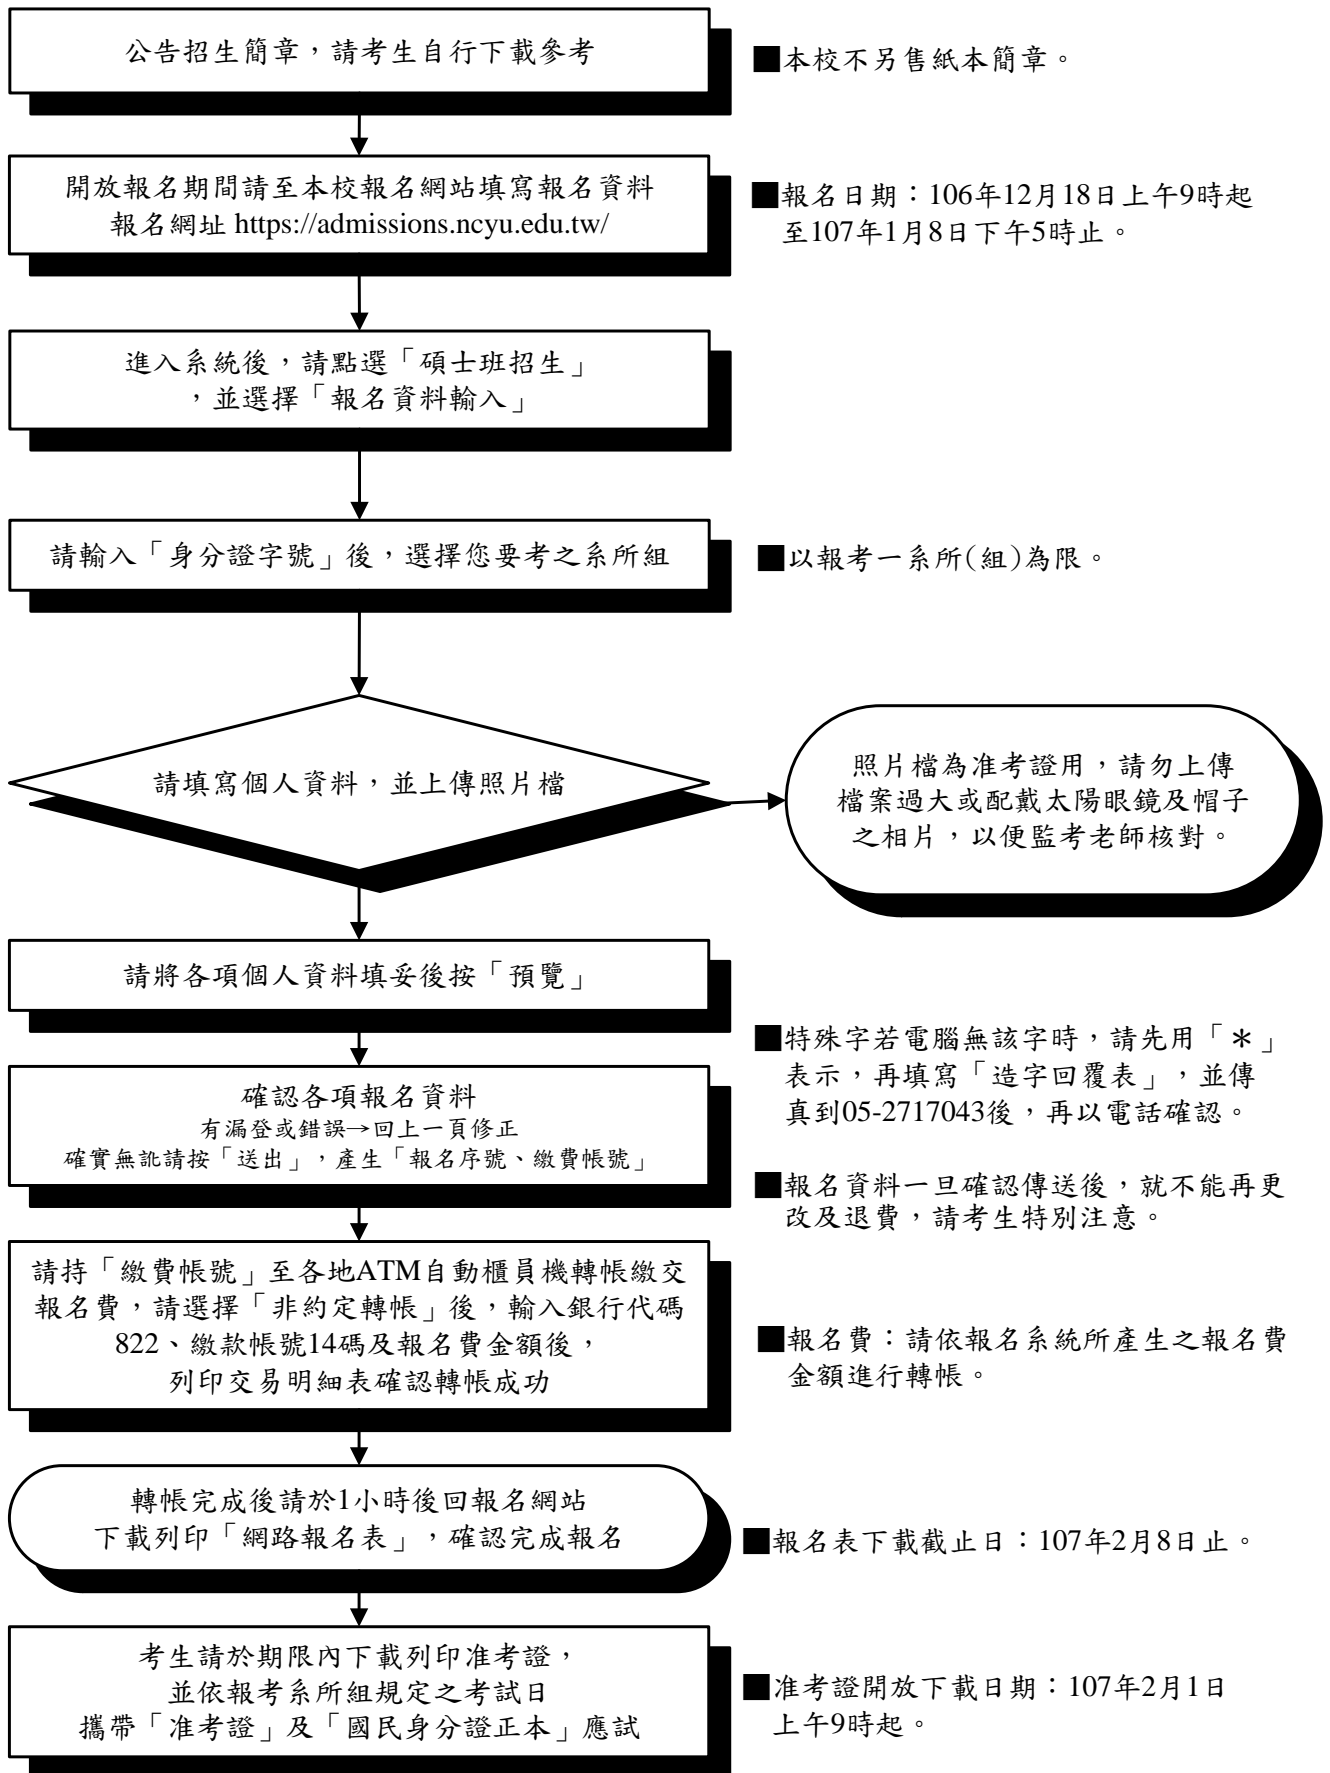 公告招生簡章，請考生自行下載參考
■本校不另售紙本簡章。
開放報名期間請至本校報名網站填寫報名資料
報名網址 https://admissions.ncyu.edu.tw/
■報名日期：106年12月18日上午9時起
至107年1月8日下午5時止。
進入系統後，請點選「碩士班招生」
，並選擇「報名資料輸入」
請輸入「身分證字號」後，選擇您要考之系所組
■以報考一系所(組)為限。
請填寫個人資料，並上傳照片檔
照片檔為准考證用，請勿上傳
檔案過大或配戴太陽眼鏡及帽子
之相片，以便監考老師核對。
請將各項個人資料填妥後按「預覽」
■特殊字若電腦無該字時，請先用「＊」
表示，再填寫「造字回覆表」，並傳
真到05-2717043後，再以電話確認。
確認各項報名資料
有漏登或錯誤→回上一頁修正
確實無訛請按「送出」，產生「報名序號、繳費帳號」
■報名資料一旦確認傳送後，就不能再更
改及退費，請考生特別注意。
請持「繳費帳號」至各地ATM自動櫃員機轉帳繳交
報名費，請選擇「非約定轉帳」後，輸入銀行代碼
822、繳款帳號14碼及報名費金額後，
列印交易明細表確認轉帳成功
■報名費：請依報名系統所產生之報名費
金額進行轉帳。
轉帳完成後請於1小時後回報名網站
下載列印「網路報名表」，確認完成報名
■報名表下載截止日：107年2月8日止。
考生請於期限內下載列印准考證，
並依報考系所組規定之考試日
攜帶「准考證」及「國民身分證正本」應試
■准考證開放下載日期：107年2月1日
上午9時起。